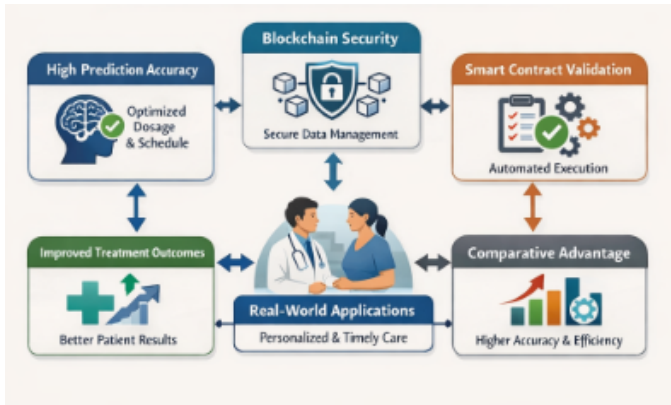 Blockchain Security
Secure Data Management
High Prediction Accuracy
Optimized
Dosage
& Schedule
Smart Contract Validation
Automated Execution
Improved Treatment Outcomes
Better Patient Results
Real-World Applications
Personalized & Timely Care
Comparative Advantage
Higher Accuracy & Efficiency